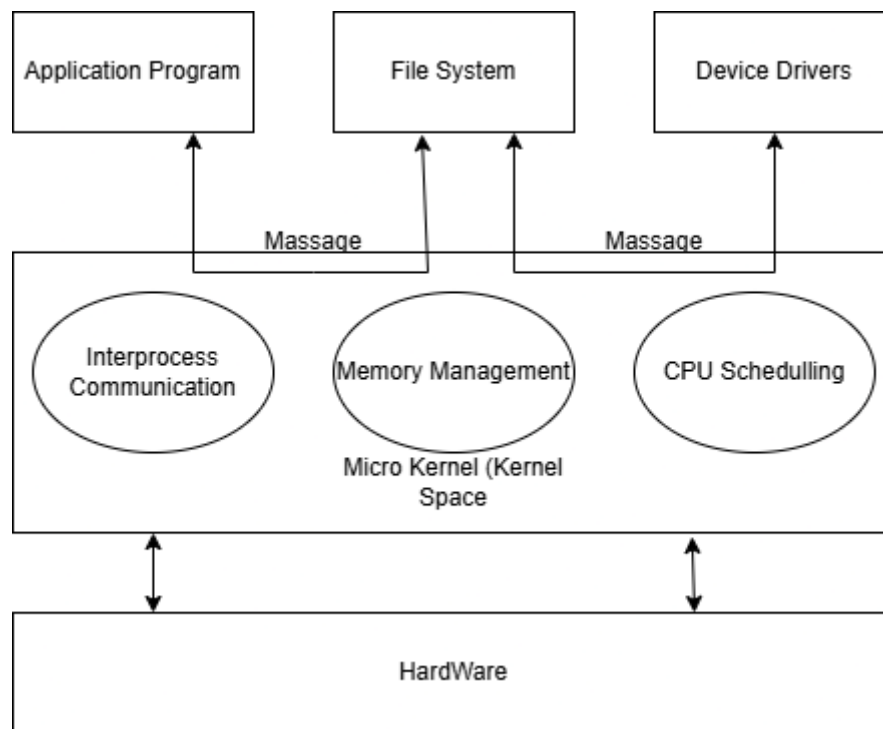 Application Program
File System
Device Drivers
Massage
Massage
Interprocess
Communication
Memory Management
CPU Schedulling
Micro Kernel (Kernel
Space
HardWare